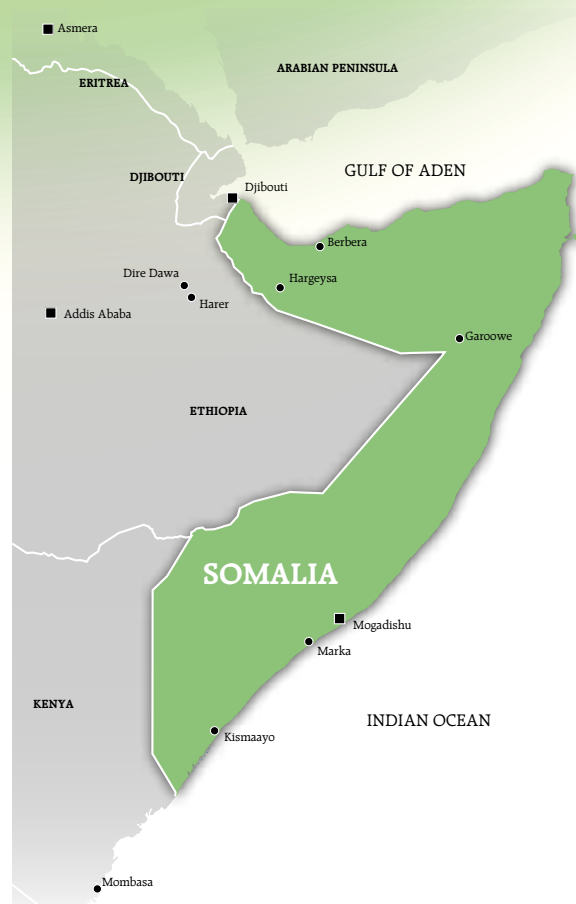 Asmera
ARABIAN PENINSULA
ERITREA
GULF OF ADEN
DJIBOUTI
Djibouti
Berbera
Dire Dawa
Hargeysa
Harer
Addis Ababa
Garoowe
ETHIOPIA
SOMALIA
Mogadishu
Marka
KENYA
INDIAN OCEAN
Kismaayo
Mombasa